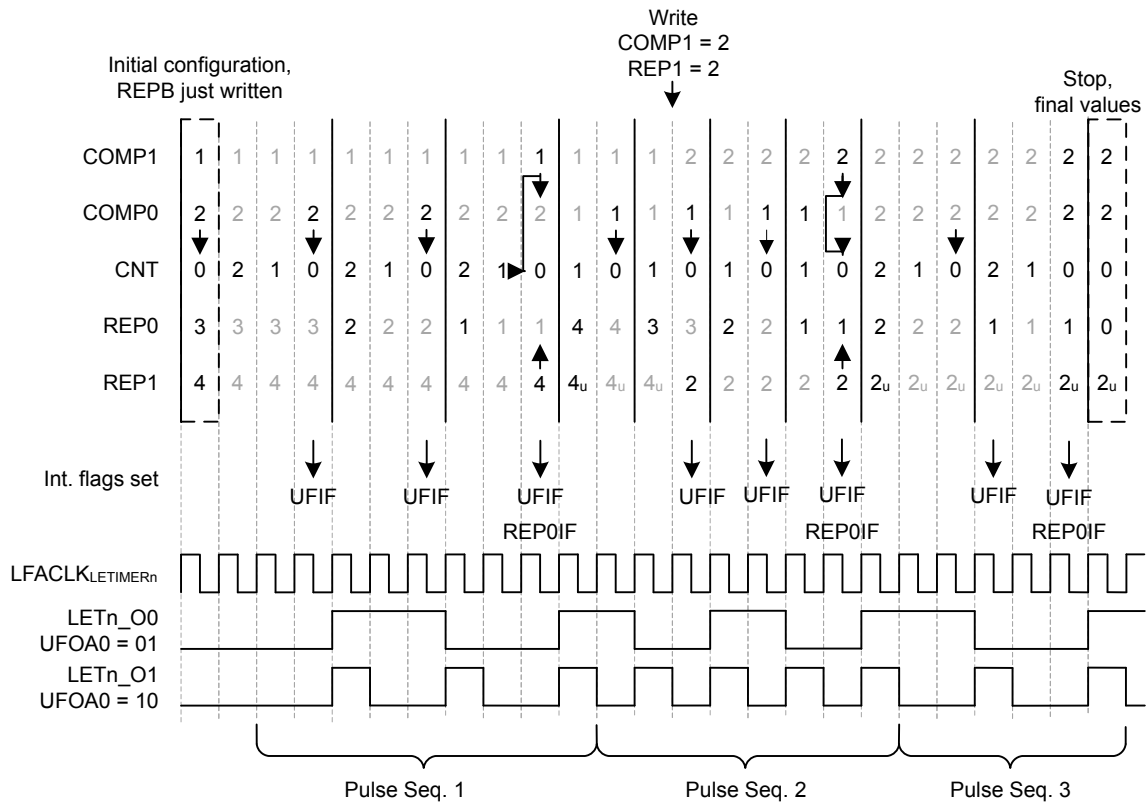 Write
COMP1 = 2
REP1 = 2
Initial configuration,
REPB just written
Stop,
final values
COMP1 1 1 1 1 1 1 1 1 1 1 1 1 1 2 2 2 2 2 2 2 2 2 2 2 2
COMP0 2 2 2 2 2 2 2 2 2 2 1 1 1 1 1 1 1 1 2 2 2 2 2 2 2
CNT 0 2 1 0 2 1 0 2 1 0 1 0 1 0 1 0 1 0 2 1 0 2 1 0 0
REP0 3 3 3 3 2 2 2 1 1 1 4 4 3 3 2 2 1 1 2 2 2 1 1 1 0
REP1 4 4 4 4 4 4 4 4 4 4 4u 4u 4u 2 2 2 2 2 2u 2u 2u 2u 2u 2u 2u
Int. flags set
UFIF UFIF UFIF UFIF UFIF UFIF UFIF UFIF
REP0IF REP0IF REP0IF
LFACLKLETIMERn
LETn_O0
UFOA0 = 01
LETn_O1
UFOA0 = 10
Pulse Seq. 1 Pulse Seq. 2 Pulse Seq. 3